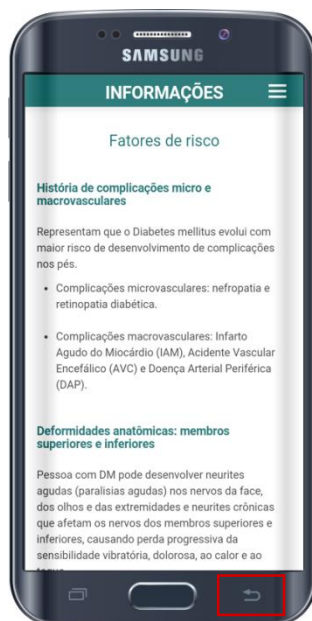 SAMSUNG
INFORMAÇÕES
Fatores de risco
História de complicações micro e
macrovasculares
Representam que o Diabetes mellitus evolui com
maior risco de desenvolvimento de complicações
nos pés.
• Complicações microvasculares: nefropatia e
retinopatia diabética.
• Complicações macrovasculares: Infarto
Agudo do Miocárdio (IAM), Acidente Vascular
Encefálico (AVC) e Doença Arterial Periférica
(DAP).
Deformidades anatômicas: membros
superiores e inferiores
Pessoa com DM pode desenvolver neurites
agudas (paralisias agudas) nos nervos da face,
dos olhos e das extremidades e neurites crônicas
que afetam os nervos dos membros superiores e
inferiores, causando perda progressiva da
sensibilidade vibratória, dolorosa, ao calor e ao